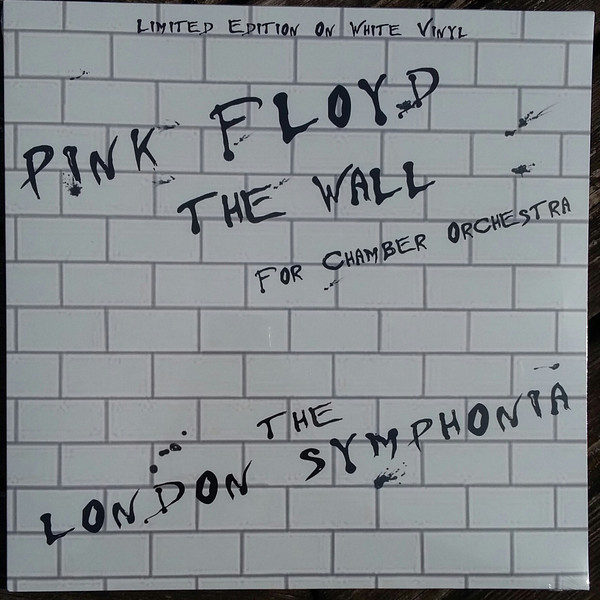 LIMITED EDITION ON WHITE VINYL
PINK FLOYD
THE WALL
FOR CHAMBER ORCHESTRA
THE
LONDON SYMPHONIA